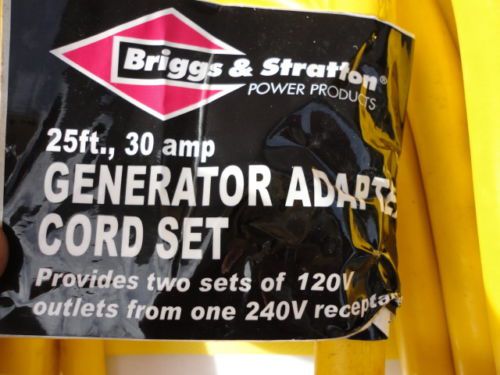 Briggs & Stratton
POWER PRODUCTS
25ft., 30 amp
GENERATOR ADAPTE
CORD SET
Provides two sets of 120V
outlets from one 240V recepta